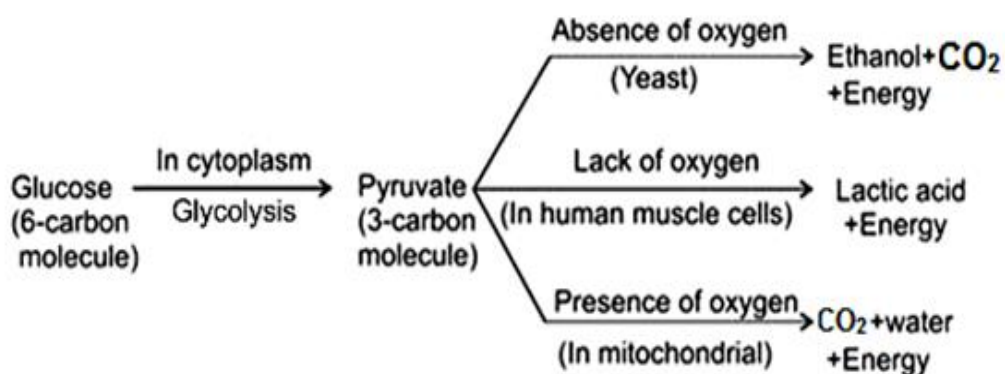 Glucose
(6-carbon
molecule)
In cytoplasm
Glycolysis
Pyruvate
(3-carbon
molecule)
Absence of oxygen
(Yeast)
Ethanol+CO₂
+Energy
Lack of oxygen
(In human muscle cells)
Lactic acid
+Energy
Presence of oxygen
(In mitochondrial)
CO₂+water
+Energy